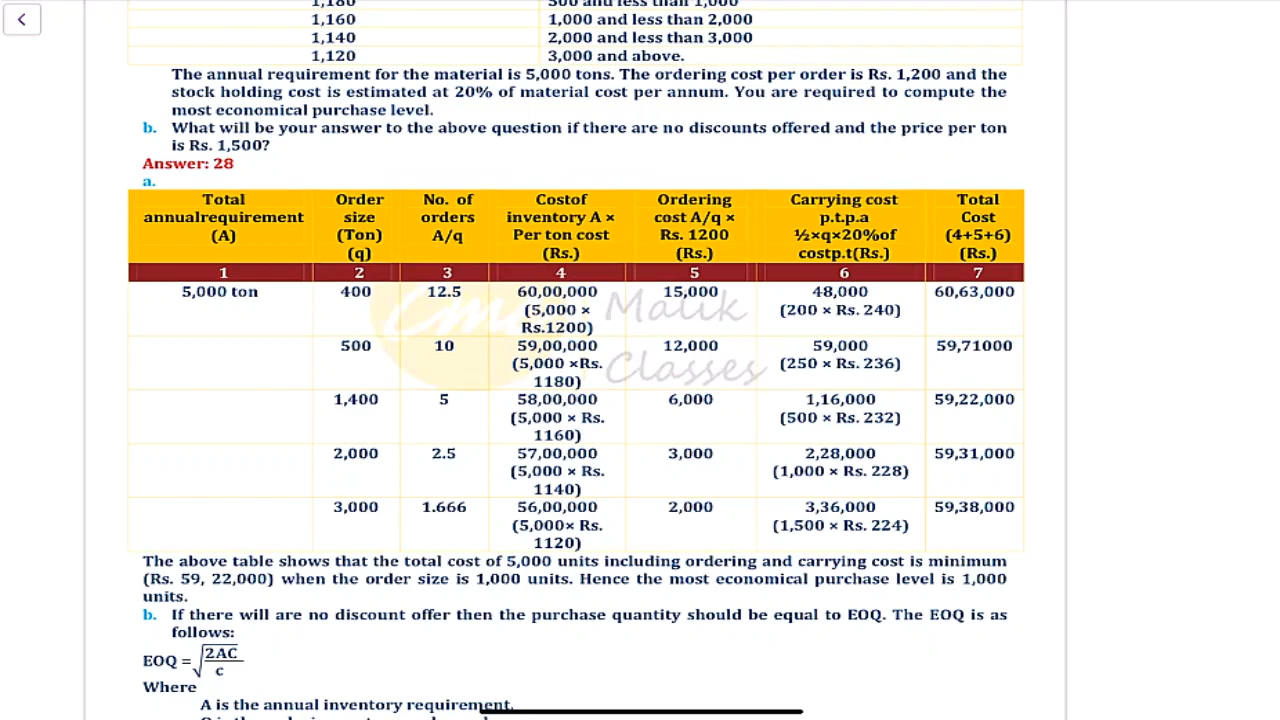 1,180 500 and less than 1,000
1,160 1,000 and less than 2,000
1,140 2,000 and less than 3,000
1,120 3,000 and above.
The annual requirement for the material is 5,000 tons. The ordering cost per order is Rs. 1,200 and the
stock holding cost is estimated at 20% of material cost per annum. You are required to compute the
most economical purchase level.
b. What will be your answer to the above question if there are no discounts offered and the price per ton
is Rs. 1,500?
Answer: 28
a.
Total Order No. of Costof Ordering Carrying cost Total
annualrequirement size orders inventory A × cost A/q × p.t.p.a Cost
(A) (Ton) A/q Per ton cost Rs. 1200 ½×q×20%of (4+5+6)
(q) (Rs.) (Rs.) costp.t(Rs.) (Rs.)
1 2 3 4 5 6 7
5,000 ton 400 12.5 60,00,000 15,000 48,000 60,63,000
(5,000 × (200 × Rs. 240)
Rs.1200)
500 10 59,00,000 12,000 59,000 59,71000
(5,000 ×Rs. (250 × Rs. 236)
1180)
1,400 5 58,00,000 6,000 1,16,000 59,22,000
(5,000 × Rs. (500 × Rs. 232)
1160)
2,000 2.5 57,00,000 3,000 2,28,000 59,31,000
(5,000 × Rs. (1,000 × Rs. 228)
1140)
3,000 1.666 56,00,000 2,000 3,36,000 59,38,000
(5,000× Rs. (1,500 × Rs. 224)
1120)
Malik
Classes
The above table shows that the total cost of 5,000 units including ordering and carrying cost is minimum
(Rs. 59, 22,000) when the order size is 1,000 units. Hence the most economical purchase level is 1,000
units.
b. If there will are no discount offer then the purchase quantity should be equal to EOQ. The EOQ is as
follows:
EOQ = √2AC
c
Where
A is the annual inventory requirement.